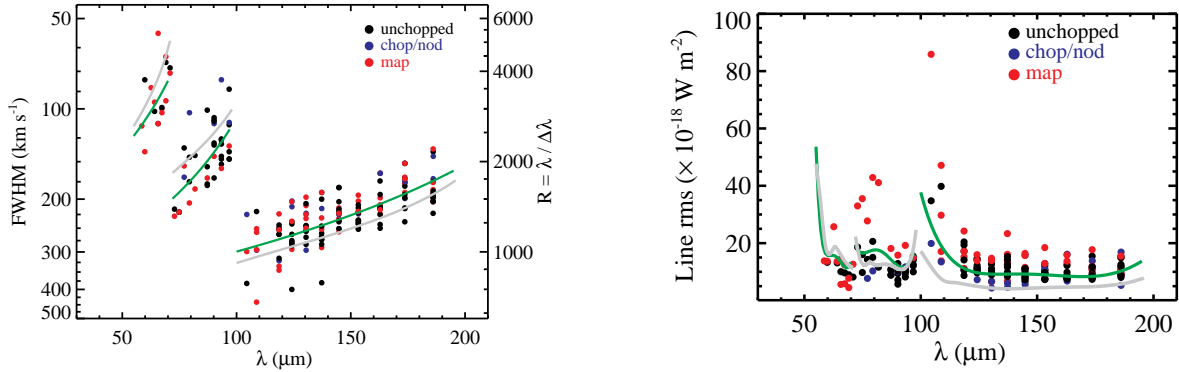 50
100
200
300
400
500
FWHM (km s⁻¹)
6000
4000
2000
1000
R = λ / Δλ
unchopped
chop/nod
map
50 100 150 200
λ (μm)
100
80
60
40
20
Line rms (× 10⁻¹⁸ W m⁻²)
unchopped
chop/nod
map
50 100 150 200
λ (μm)